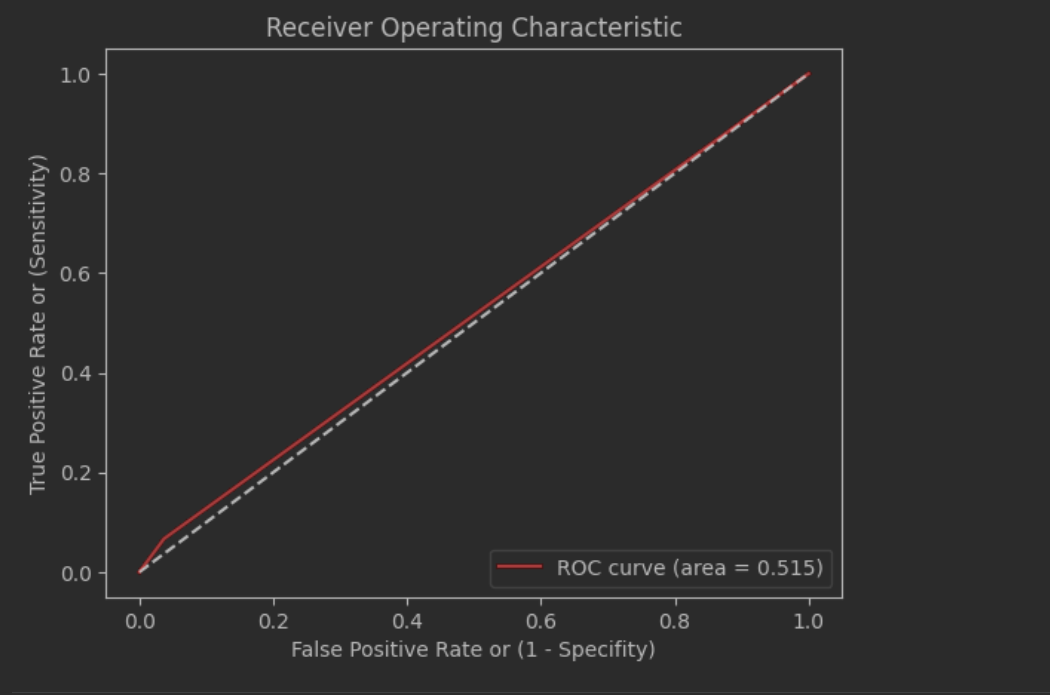 Receiver Operating Characteristic
1.0
0.8
0.6
0.4
0.2
0.0
True Positive Rate or (Sensitivity)
ROC curve (area = 0.515)
0.0 0.2 0.4 0.6 0.8 1.0
False Positive Rate or (1 - Specifity)